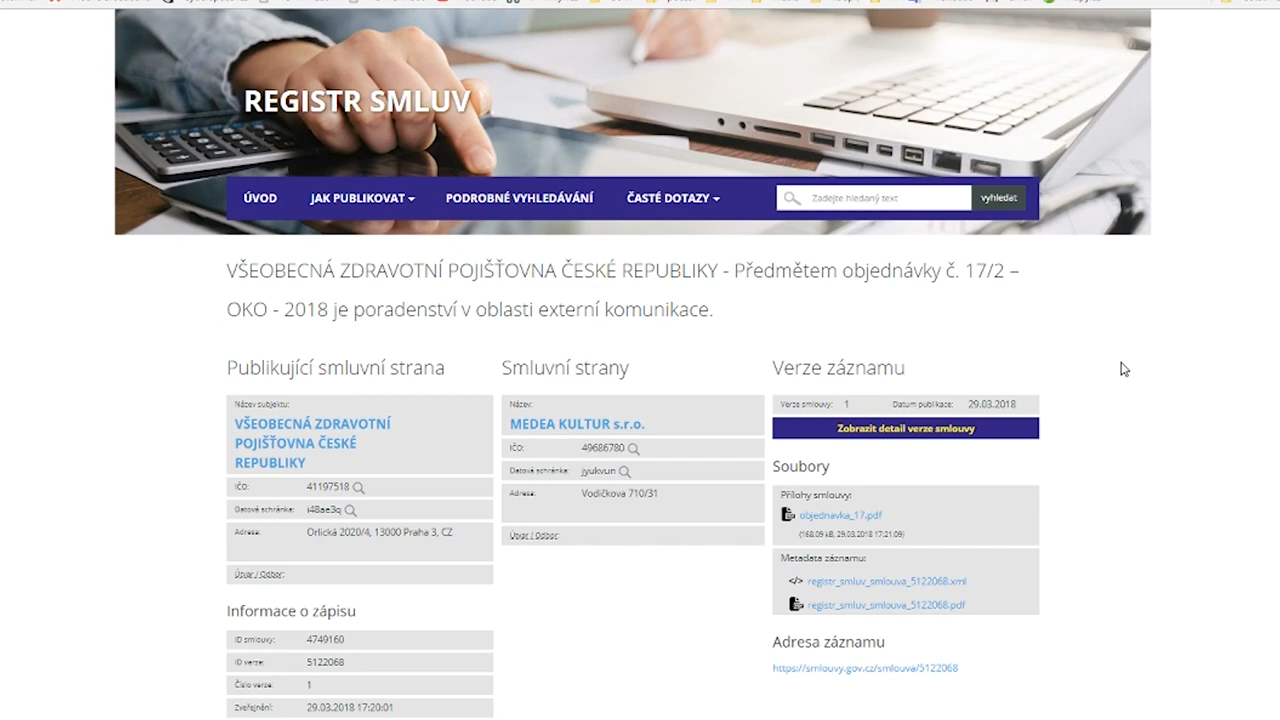 REGISTR SMLUV
ÚVOD
JAK PUBLIKOVAT
PODROBNÉ VYHLEDÁVÁNÍ
ČASTÉ DOTAZY
Zadejte hledaný text
vyhledat
VŠEOBECNÁ ZDRAVOTNÍ POJIŠŤOVNA ČESKÉ REPUBLIKY - Předmětem objednávky č. 17/2 –
OKO - 2018 je poradenství v oblasti externí komunikace.
Publikující smluvní strana
Název subjektu:
VŠEOBECNÁ ZDRAVOTNÍ
POJIŠŤOVNA ČESKÉ
REPUBLIKY
IČO: 41197518
Datová schránka: i48ae3q
Adresa: Orlická 2020/4, 13000 Praha 3, CZ
Útvar / Odbor:
Informace o zápisu
ID smlouvy: 4749160
ID verze: 5122068
Číslo verze: 1
Zveřejnění: 29.03.2018 17:20:01
Smluvní strany
Název:
MEDEA KULTUR s.r.o.
IČO: 49686780
Datová schránka: jyukvun
Adresa: Vodičkova 710/31
Útvar / Odbor:
Verze záznamu
Verze smlouvy: 1 Datum publikace: 29.03.2018
Zobrazit detail verze smlouvy
Soubory
Přílohy smlouvy:
objednavka_17.pdf
(168.09 kB, 29.03.2018 17:21:09)
Metadata záznamu:
registr_smluv_smlouva_5122068.xml
registr_smluv_smlouva_5122068.pdf
Adresa záznamu
https://smlouvy.gov.cz/smlouva/5122068